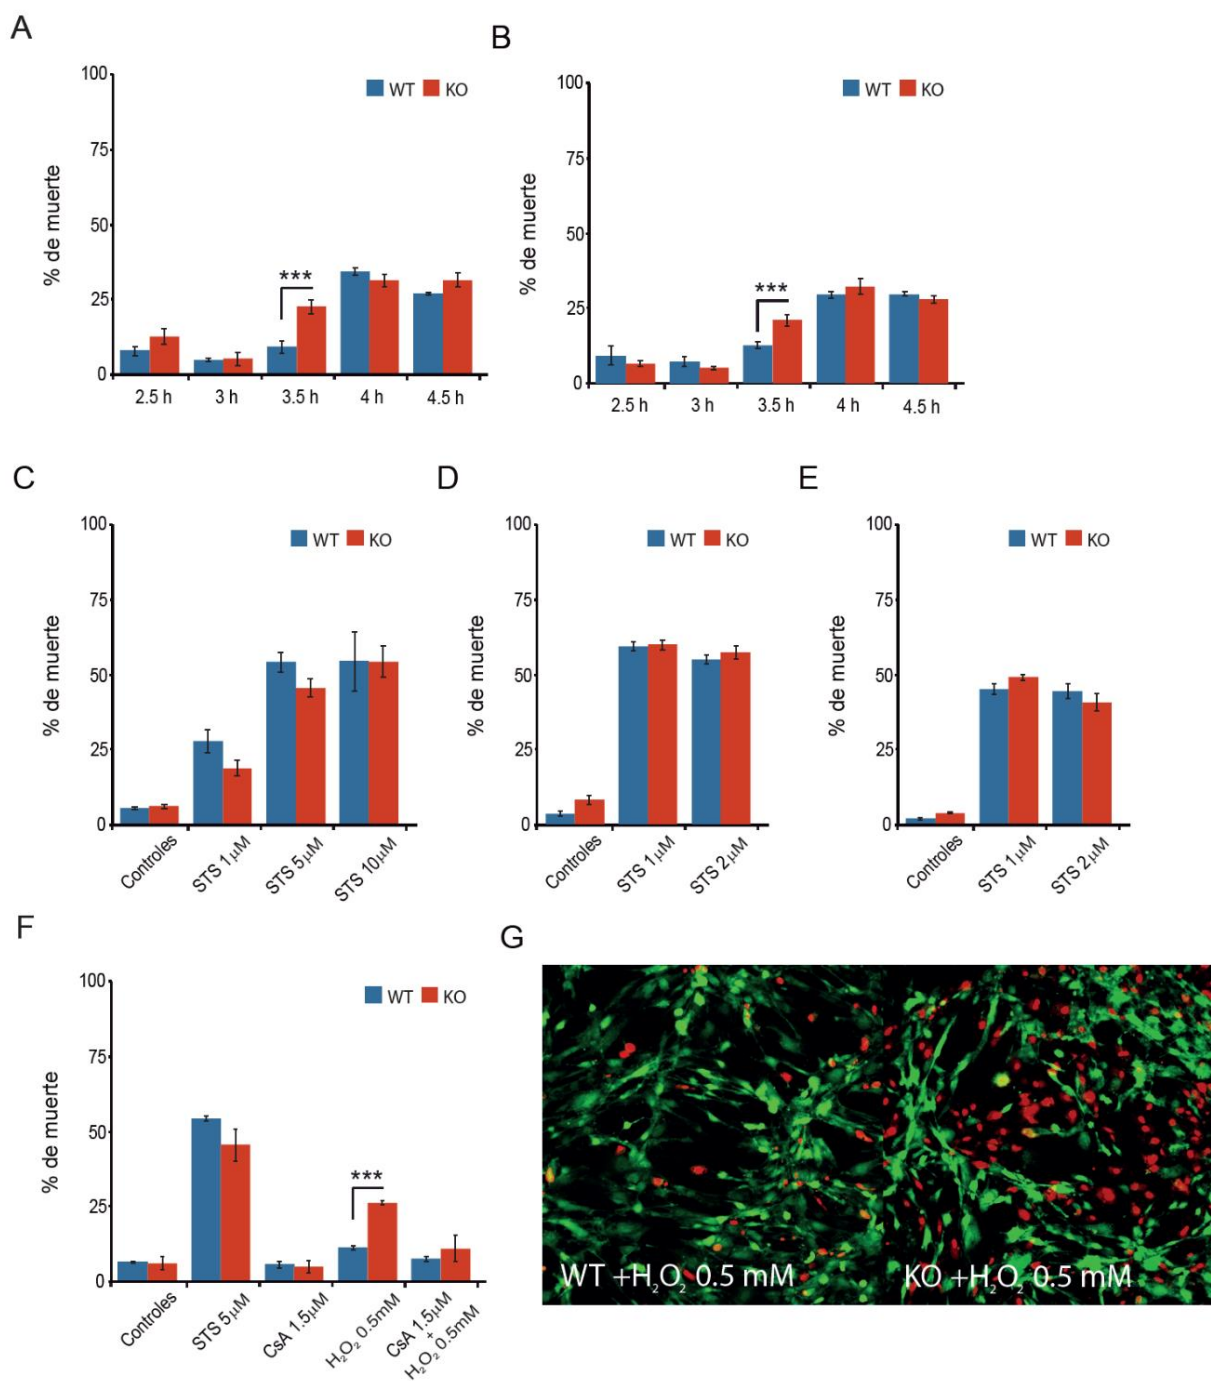 A
100
75
50
25
0
% de muerte
WT KO
***
2.5 h 3 h 3.5 h 4 h 4.5 h
B
100
75
50
25
0
% de muerte
WT KO
***
2.5 h 3 h 3.5 h 4 h 4.5 h
C
100
75
50
25
0
% de muerte
WT KO
Controles
STS 1μM
STS 5μM
STS 10μM
D
100
75
50
25
0
% de muerte
WT KO
Controles
STS 1μM
STS 2μM
E
100
75
50
25
0
% de muerte
WT KO
Controles
STS 1μM
STS 2μM
F
100
75
50
25
0
% de muerte
WT KO
***
Controles
STS 5μM
CsA 1.5μM
H₂O₂ 0.5mM
CsA 1.5μM
+
H₂O₂ 0.5mM
G
WT +H₂O₂ 0.5 mM
KO +H₂O₂ 0.5 mM